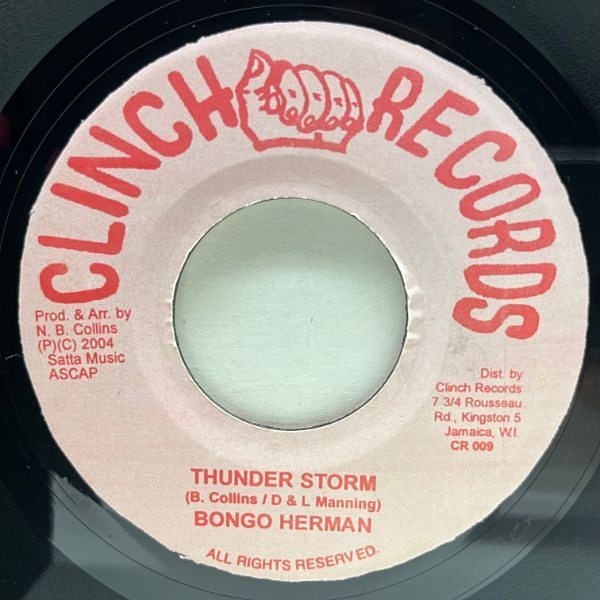 CLINCH RECORDS
Prod. & Arr. by
N. B. Collins
(P)(C) 2004
Satta Music
ASCAP
Dist. by
Clinch Records
7 3/4 Rousseau
Rd., Kingston 5
Jamaica, W.I.
CR 009
THUNDER STORM
(B. Collins / D & L Manning)
BONGO HERMAN
ALL RIGHTS RESERVED.